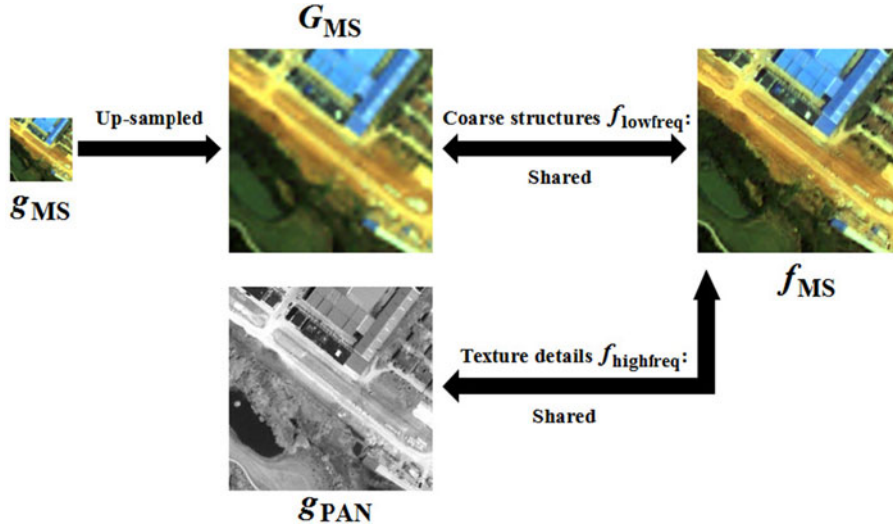 G_MS
Up-sampled
g_MS
Coarse structures f_lowfreq:
Shared
f_MS
Texture details f_highfreq:
Shared
g_PAN